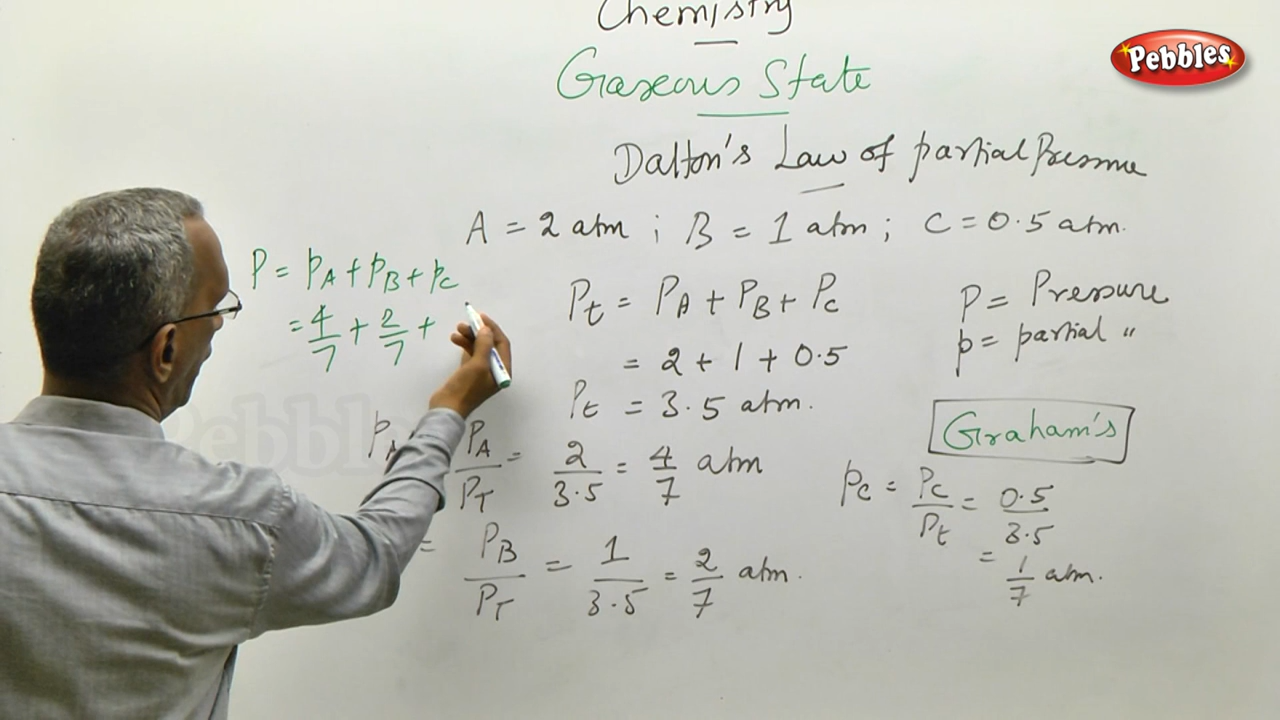 Chemistry
Pebbles
Gaseous State
Dalton's Law of partial Pressure
A = 2 atm ; B = 1 atm ; C = 0.5 atm.
P = pA + pB + pC
= 4/7 + 2/7 +
Pt = PA + PB + PC
= 2 + 1 + 0.5
Pt = 3.5 atm.
P = Pressure
p = partial "
Graham's
pA PA/PT = 2/3.5 = 4/7 atm
= PB/PT = 1/3.5 = 2/7 atm.
pC = PC/Pt = 0.5/3.5
= 1/7 atm.
Pebbles